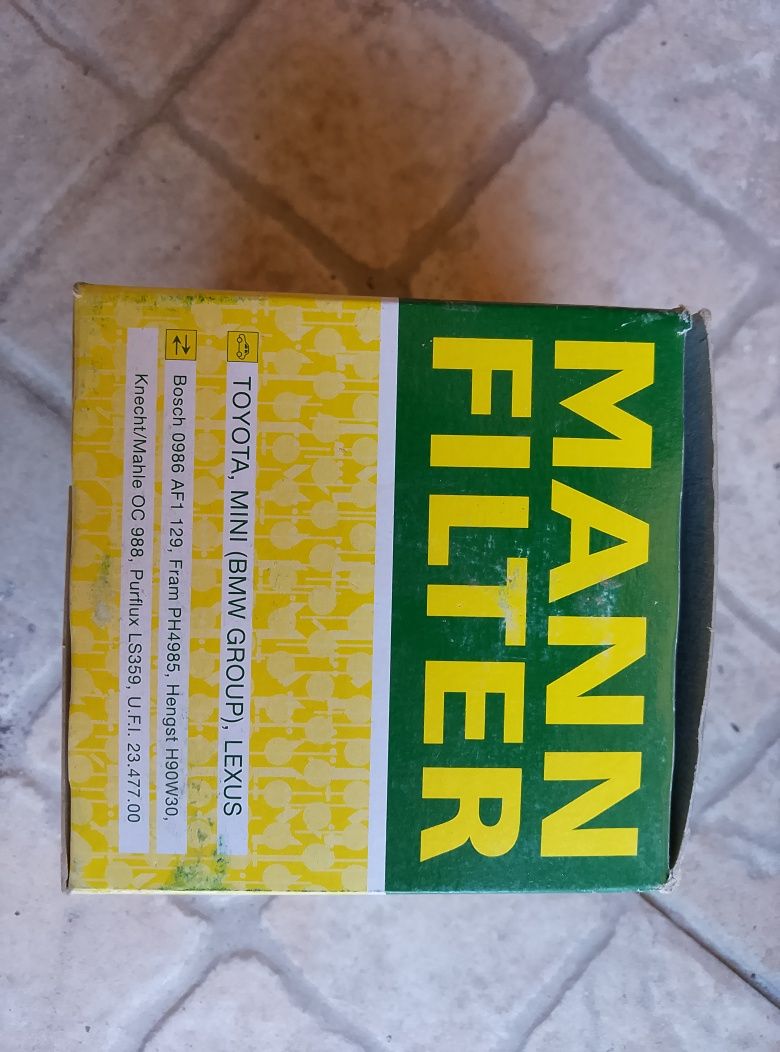 MANN
FILTER
TOYOTA, MINI (BMW GROUP), LEXUS
Bosch 0986 AF1 129, Fram PH4985, Hengst H90W30,
Knecht/Mahle OC 988, Purflux LS359, U.F.I. 23.477.00